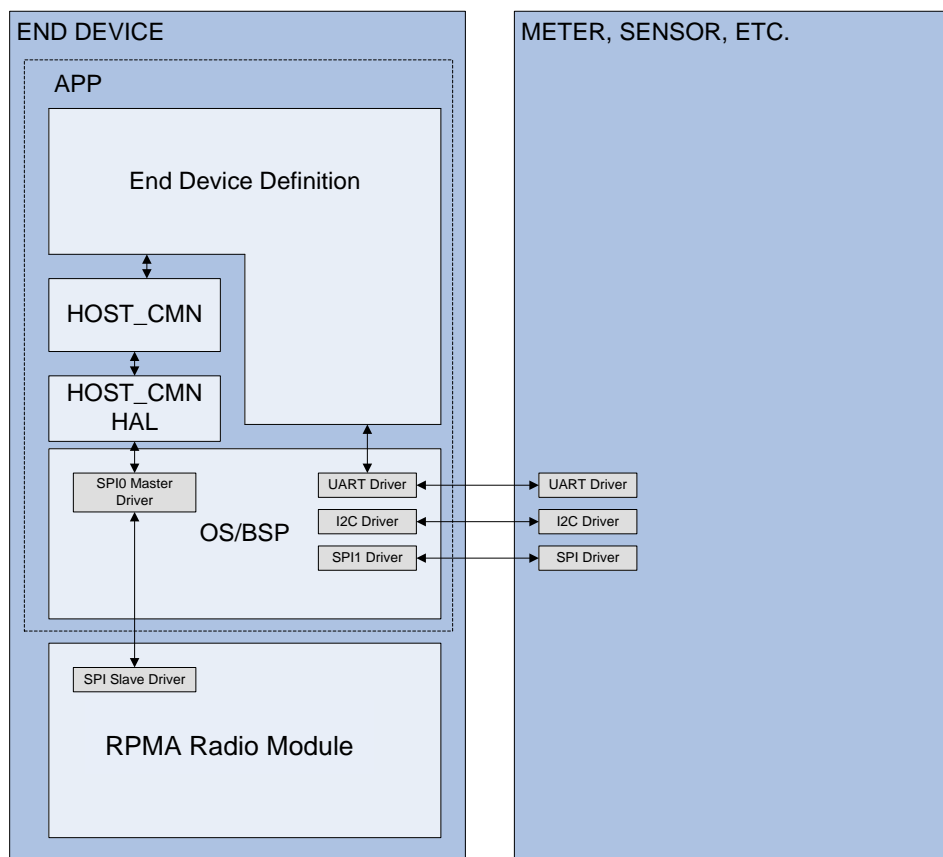 END DEVICE
APP
End Device Definition
HOST_CMN
HOST_CMN
HAL
SPI0 Master
Driver
OS/BSP
UART Driver
I2C Driver
SPI1 Driver
SPI Slave Driver
RPMA Radio Module
METER, SENSOR, ETC.
UART Driver
I2C Driver
SPI Driver